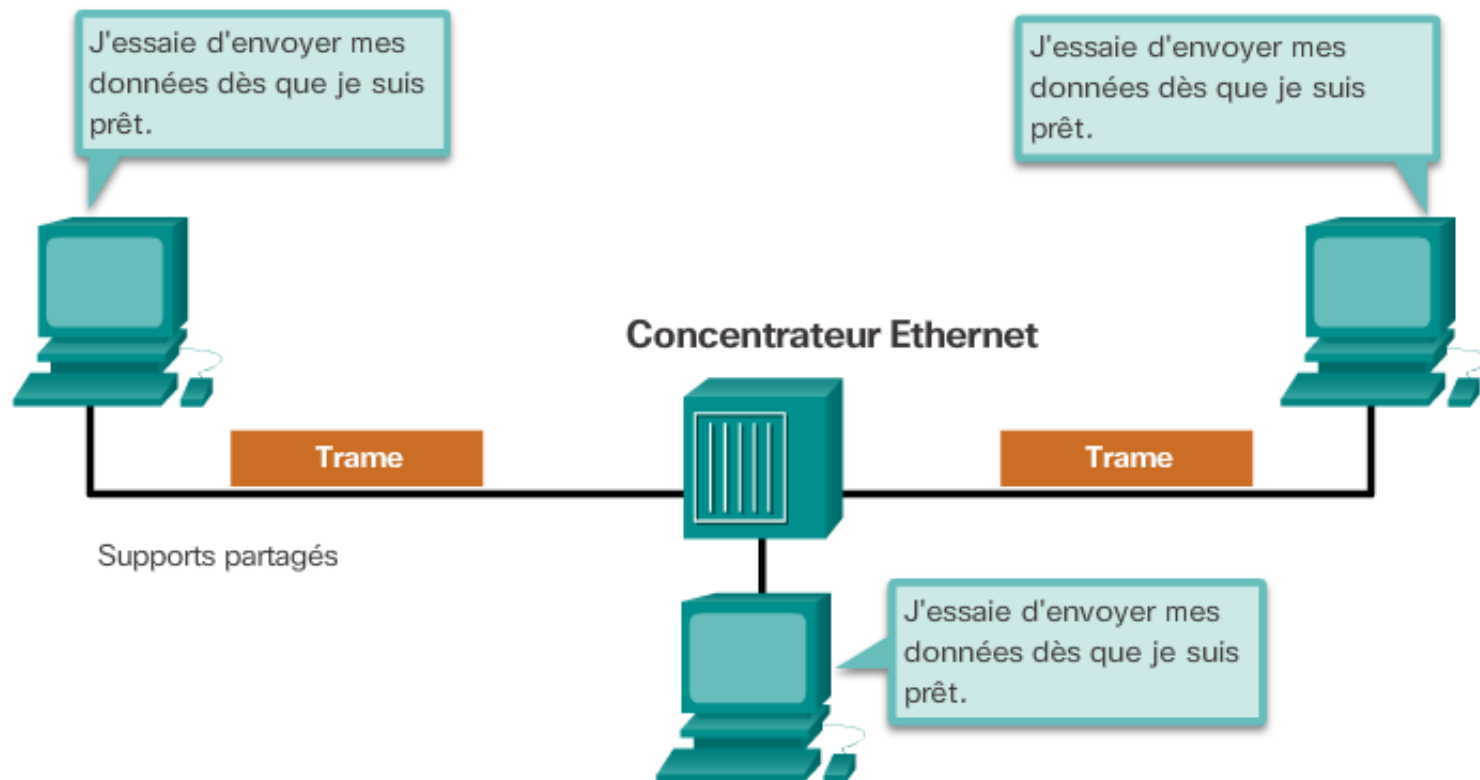 J'essaie d'envoyer mes
données dès que je suis
prêt.
J'essaie d'envoyer mes
données dès que je suis
prêt.
Concentrateur Ethernet
Trame
Trame
Supports partagés
J'essaie d'envoyer mes
données dès que je suis
prêt.